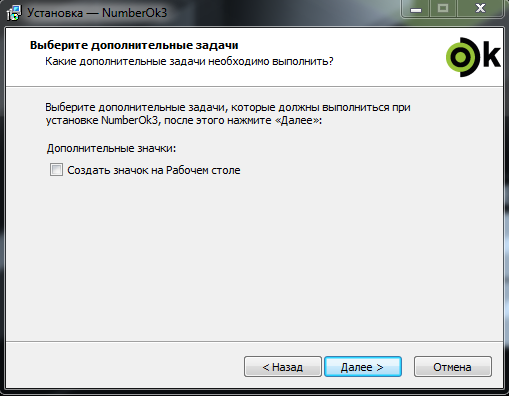 Установка — NumberOk3
Выберите дополнительные задачи
Какие дополнительные задачи необходимо выполнить?
Ok
Выберите дополнительные задачи, которые должны выполниться при
установке NumberOk3, после этого нажмите «Далее»:
Дополнительные значки:
Создать значок на Рабочем столе
< Назад
Далее >
Отмена